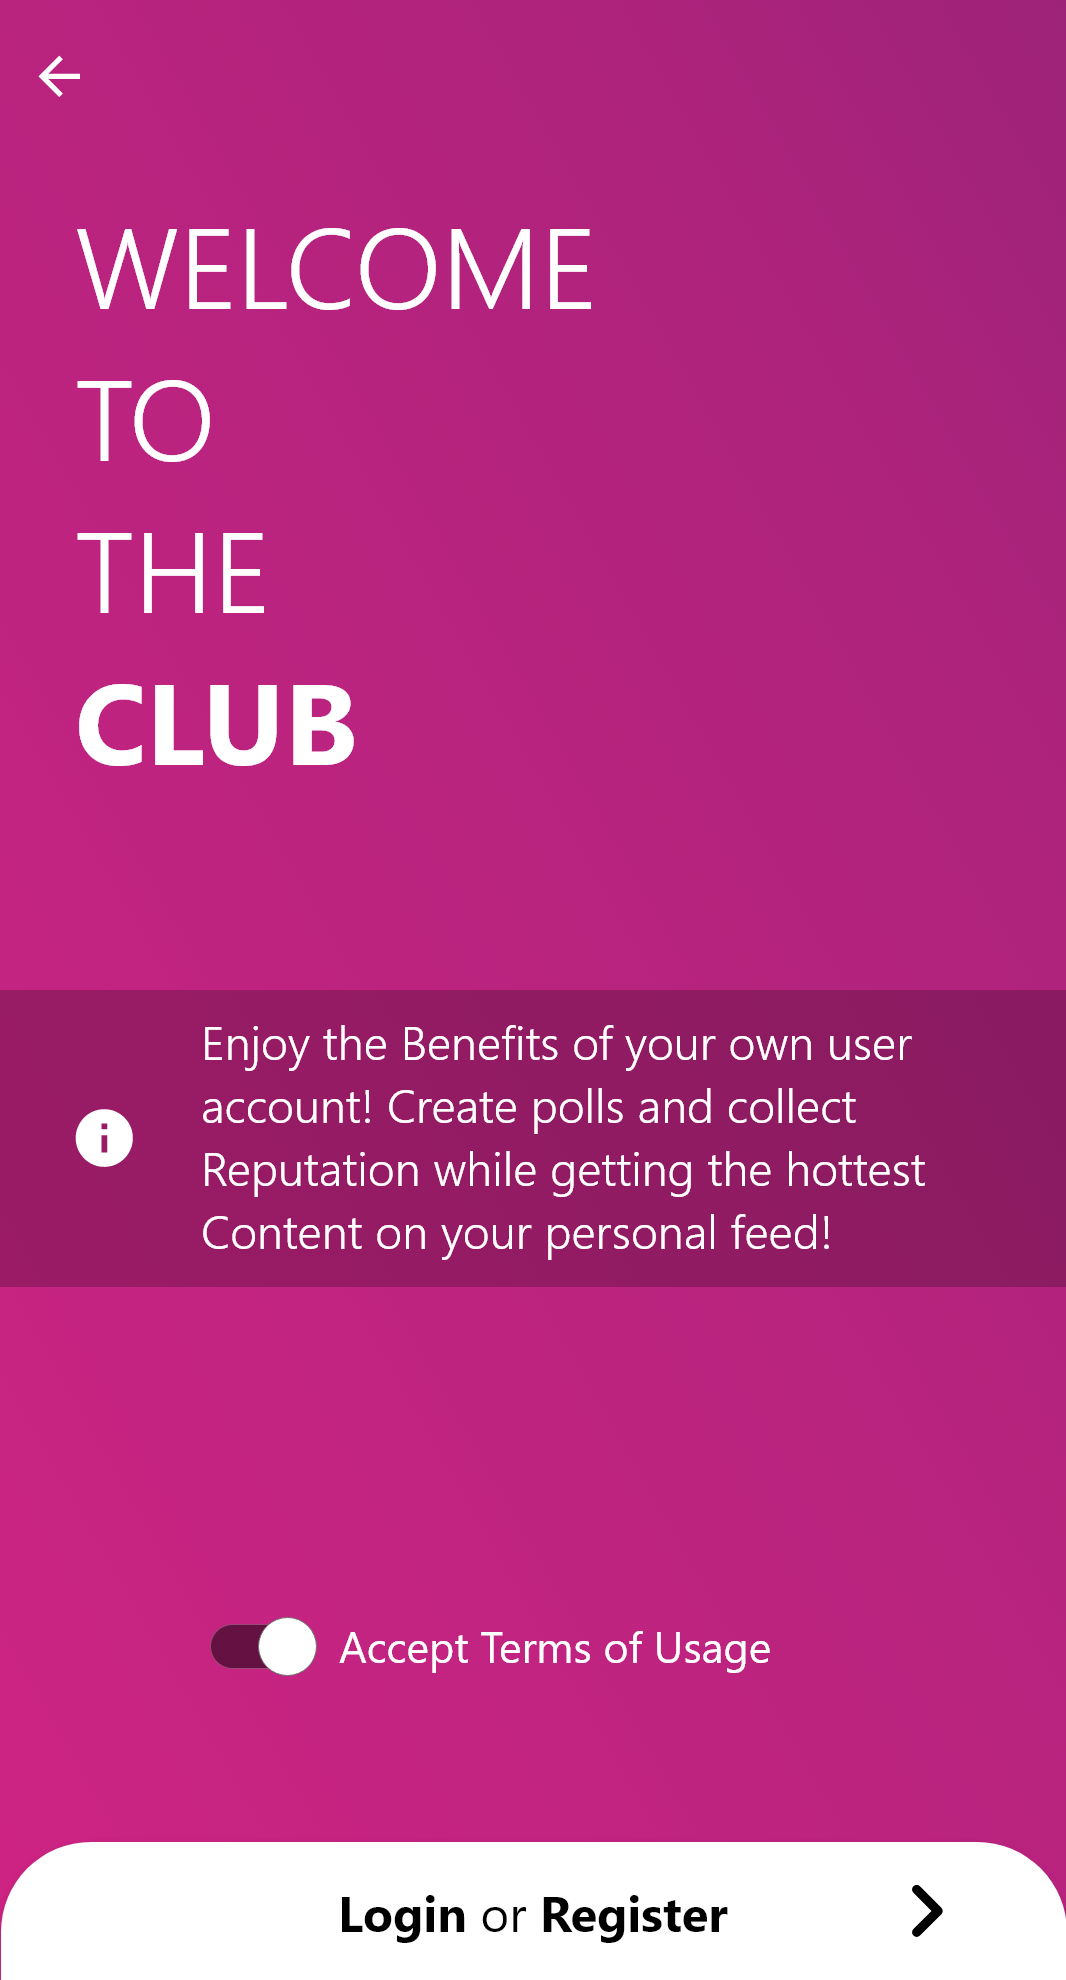 WELCOME
TO
THE
CLUB
Enjoy the Benefits of your own user
account! Create polls and collect
Reputation while getting the hottest
Content on your personal feed!
Accept Terms of Usage
Login or Register